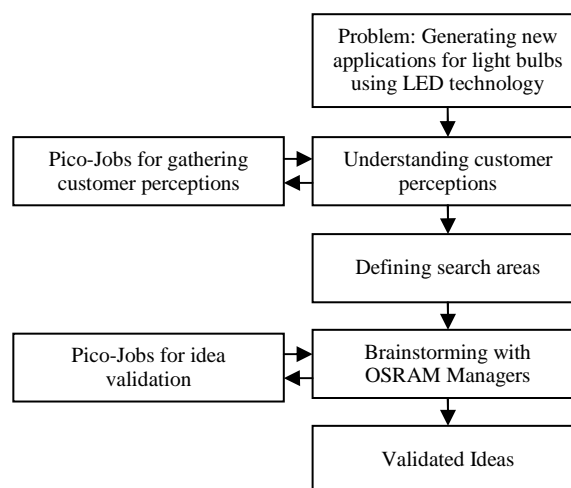 Problem: Generating new
applications for light bulbs
using LED technology
Pico-Jobs for gathering
customer perceptions
Understanding customer
perceptions
Defining search areas
Pico-Jobs for idea
validation
Brainstorming with
OSRAM Managers
Validated Ideas